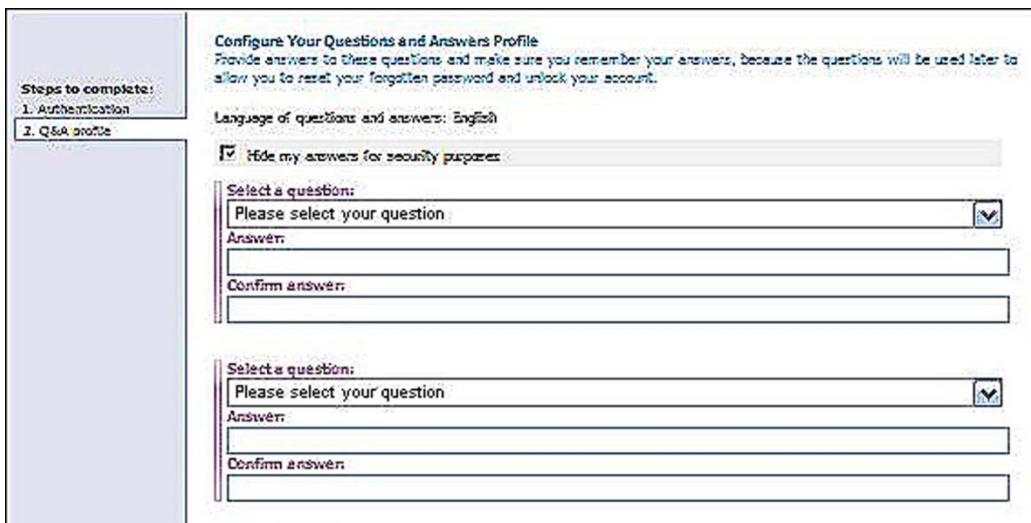 Steps to complete:
1. Authentication
2. Q&A profile
Configure Your Questions and Answers Profile
Provide answers to these questions and make sure you remember your answers, because the questions will be used later to
allow you to reset your forgotten password and unlock your account.
Language of questions and answers: English
Hide my answers for security purposes
Select a question:
Please select your question
Answer:
Confirm answer:
Select a question:
Please select your question
Answer:
Confirm answer: